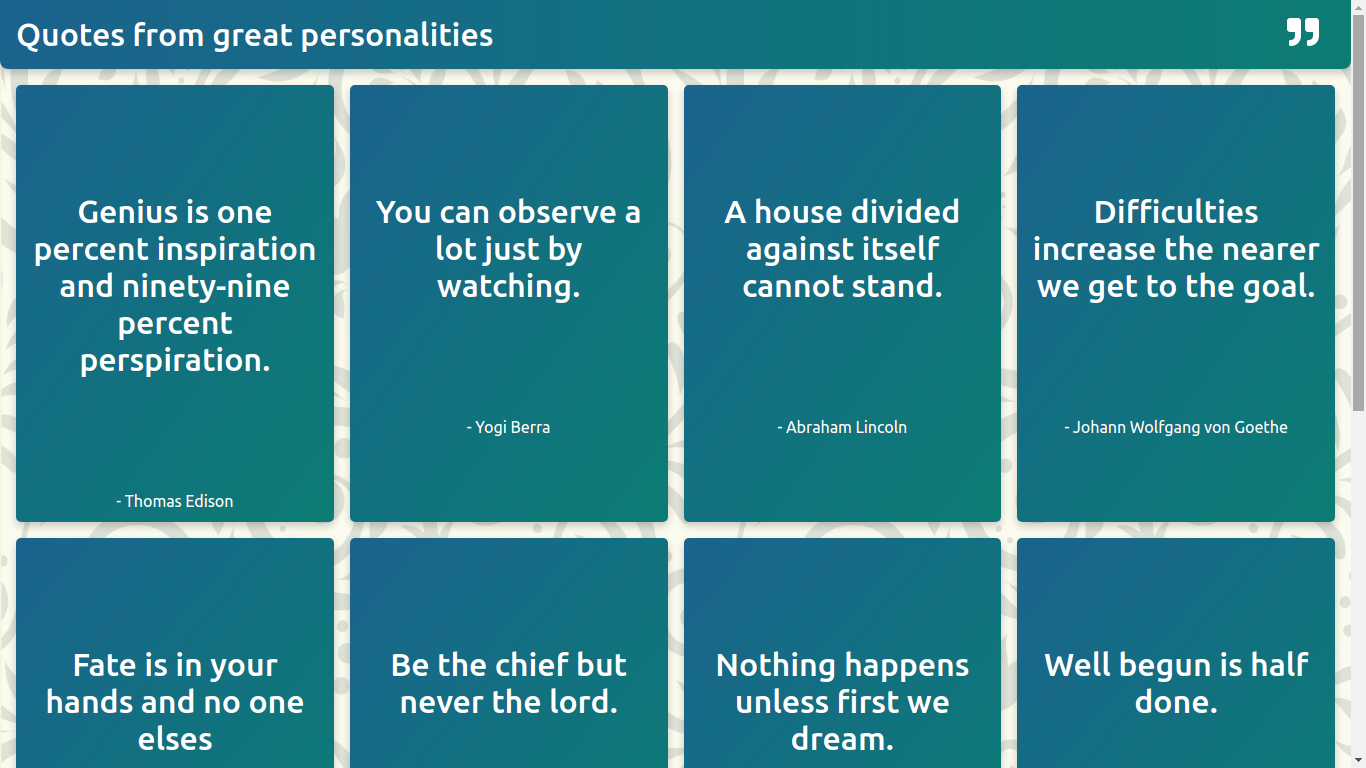 Quotes from great personalities
Genius is one
percent inspiration
and ninety-nine
percent
perspiration.
- Thomas Edison
You can observe a
lot just by
watching.
- Yogi Berra
A house divided
against itself
cannot stand.
- Abraham Lincoln
Difficulties
increase the nearer
we get to the goal.
- Johann Wolfgang von Goethe
Fate is in your
hands and no one
elses
Be the chief but
never the lord.
Nothing happens
unless first we
dream.
Well begun is half
done.